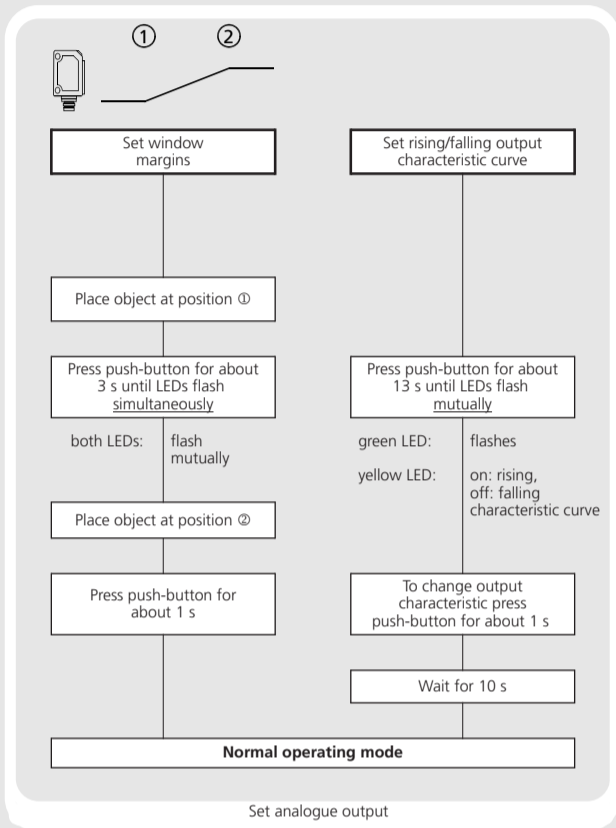 ① ②
Set window
margins
Place object at position ①
Press push-button for about
3 s until LEDs flash
simultaneously
both LEDs: flash
mutually
Place object at position ②
Press push-button for
about 1 s
Set rising/falling output
characteristic curve
Press push-button for about
13 s until LEDs flash
mutually
green LED: flashes
yellow LED: on: rising,
off: falling
characteristic curve
To change output
characteristic press
push-button for about 1 s
Wait for 10 s
Normal operating mode
Set analogue output